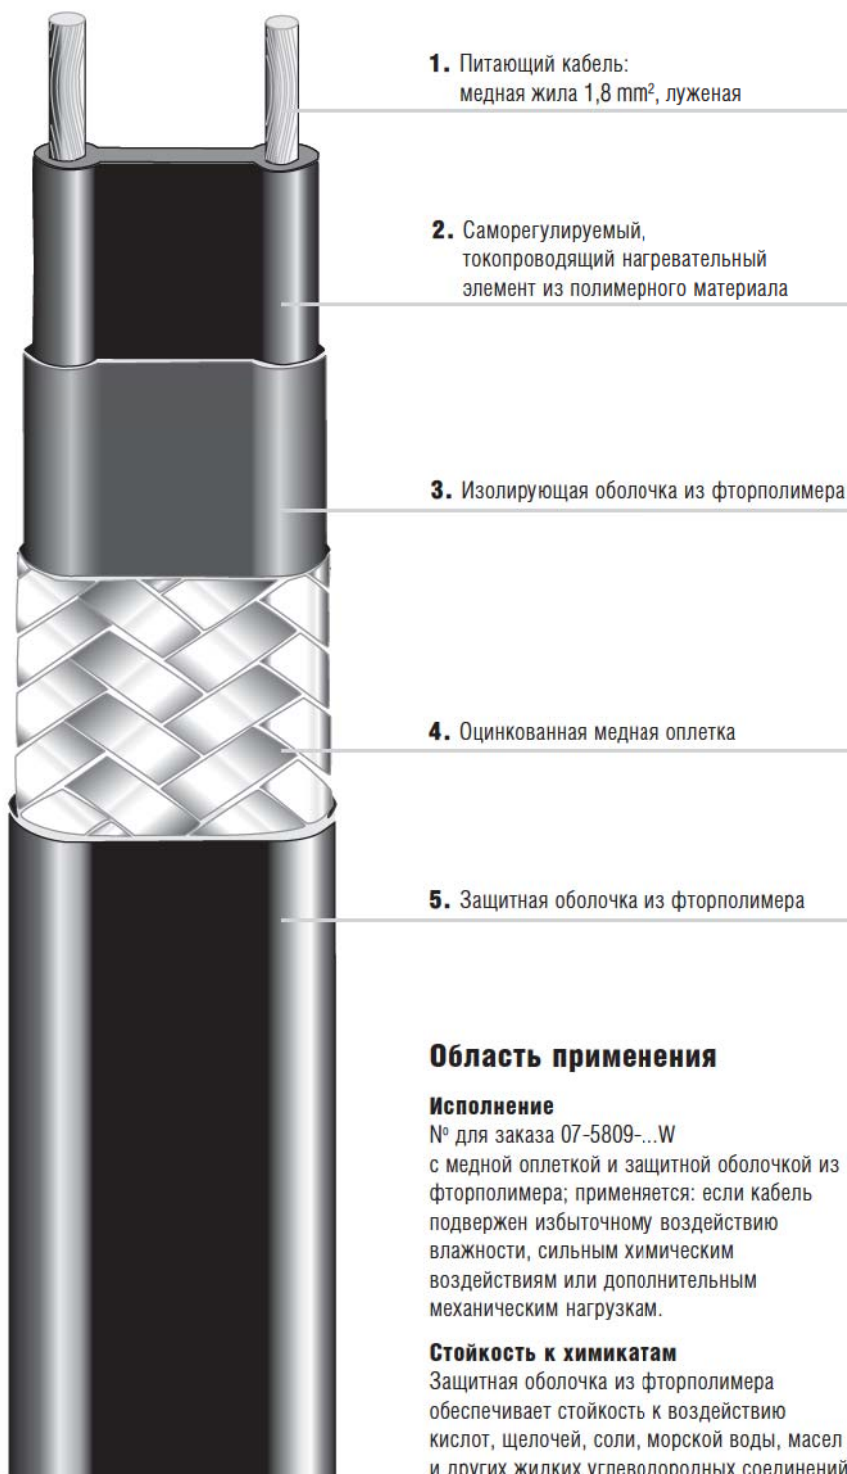 1. Питающий кабель:
медная жила 1,8 mm², луженая
2. Саморегулируемый,
токопроводящий нагревательный
элемент из полимерного материала
3. Изолирующая оболочка из фторполимера
4. Оцинкованная медная оплетка
5. Защитная оболочка из фторполимера
Область применения
Исполнение
№ для заказа 07-5809-...W
с медной оплеткой и защитной оболочкой из
фторполимера; применяется: если кабель
подвержен избыточному воздействию
влажности, сильным химическим
воздействиям или дополнительным
механическим нагрузкам.
Стойкость к химикатам
Защитная оболочка из фторполимера
обеспечивает стойкость к воздействию
кислот, щелочей, соли, морской воды, масел
и других жидких углеводородных соединений